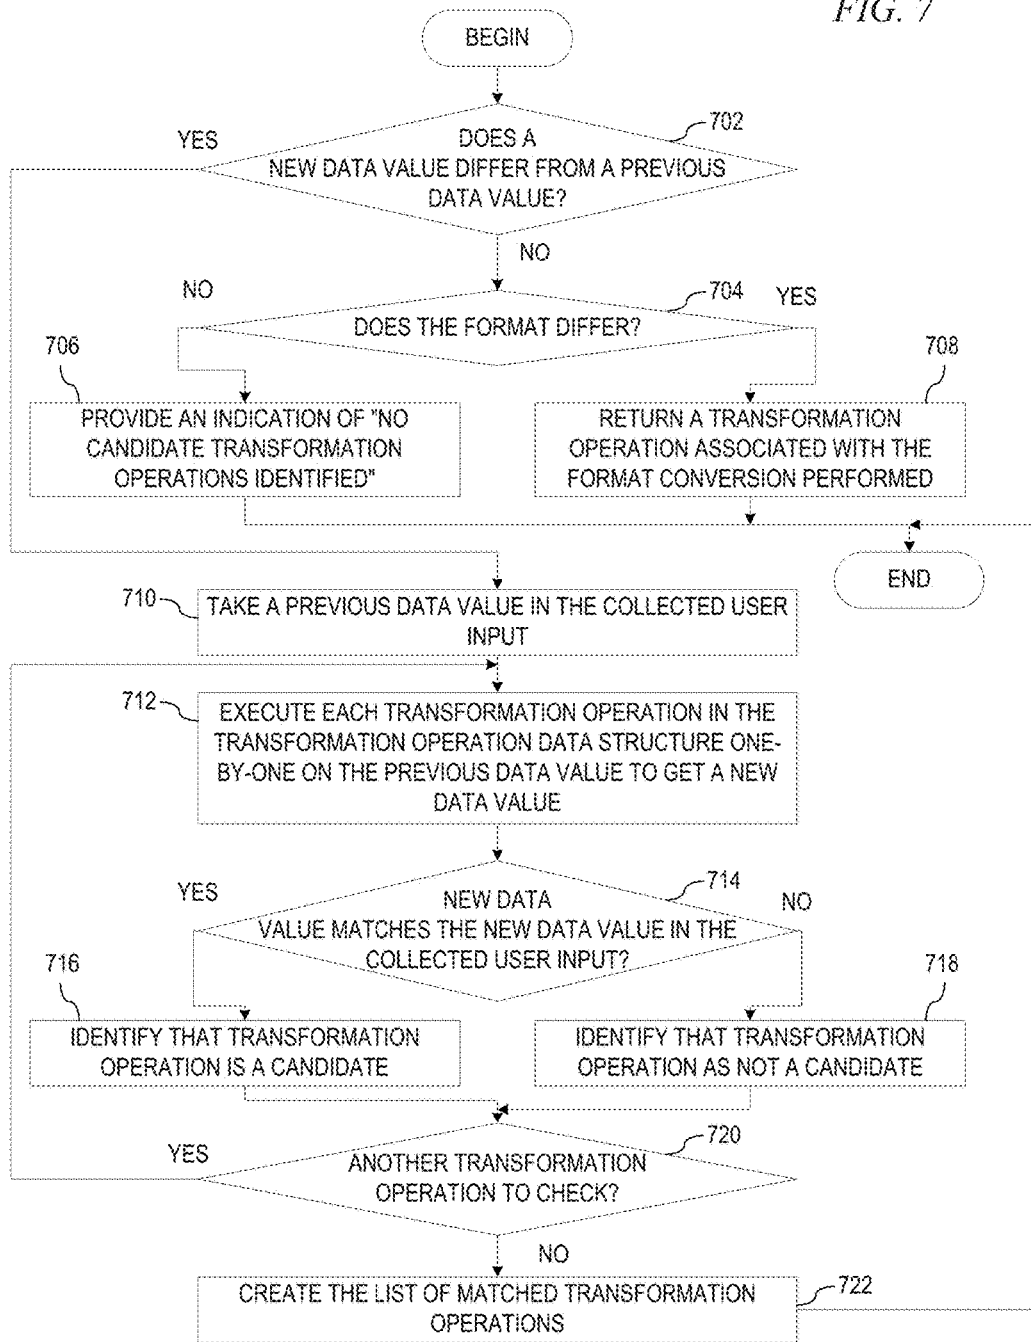 FIG. 7
BEGIN
702
YES
DOES A
NEW DATA VALUE DIFFER FROM A PREVIOUS
DATA VALUE?
NO
NO
704
YES
DOES THE FORMAT DIFFER?
706
708
PROVIDE AN INDICATION OF "NO
CANDIDATE TRANSFORMATION
OPERATIONS IDENTIFIED"
RETURN A TRANSFORMATION
OPERATION ASSOCIATED WITH THE
FORMAT CONVERSION PERFORMED
END
710
TAKE A PREVIOUS DATA VALUE IN THE COLLECTED USER
INPUT
712
EXECUTE EACH TRANSFORMATION OPERATION IN THE
TRANSFORMATION OPERATION DATA STRUCTURE ONE-
BY-ONE ON THE PREVIOUS DATA VALUE TO GET A NEW
DATA VALUE
YES
714
NO
NEW DATA
VALUE MATCHES THE NEW DATA VALUE IN THE
COLLECTED USER INPUT?
716
718
IDENTIFY THAT TRANSFORMATION
OPERATION IS A CANDIDATE
IDENTIFY THAT TRANSFORMATION
OPERATION AS NOT A CANDIDATE
720
YES
ANOTHER TRANSFORMATION
OPERATION TO CHECK?
NO
CREATE THE LIST OF MATCHED TRANSFORMATION
OPERATIONS
722